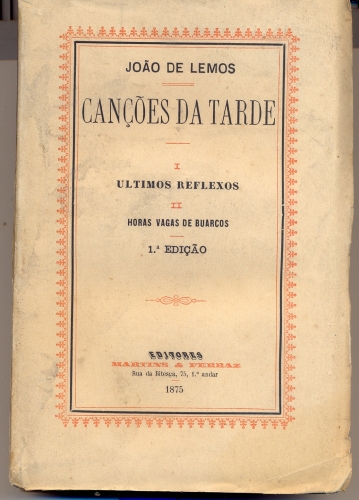 JOÃO DE LEMOS
CANÇÕES DA TARDE
I
ULTIMOS REFLEXOS
II
HORAS VAGAS DE BUARCOS
1.ª EDIÇÃO
EDITORES
MARTINS & FERRAZ
Rua da Bitesga, 75, 1.º andar
1875